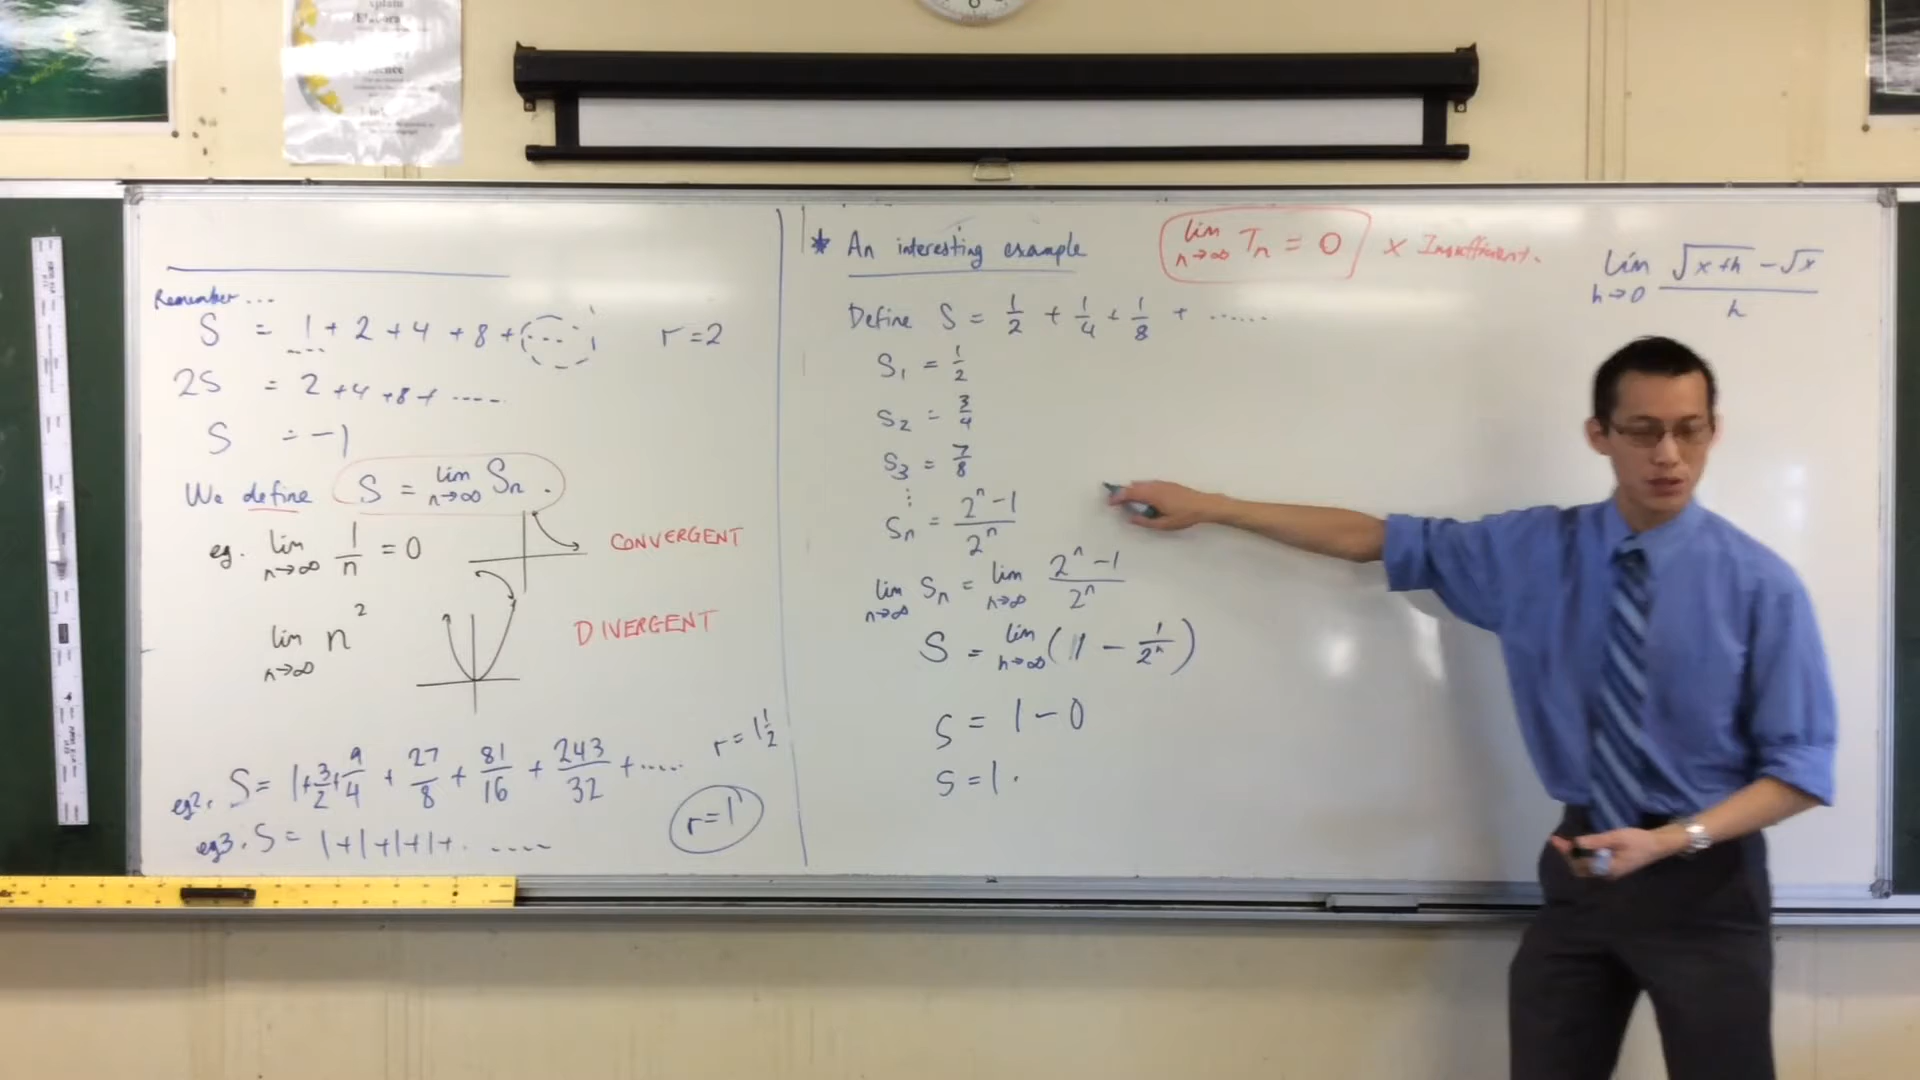 Remember...
S = 1 + 2 + 4 + 8 + ... r = 2
2S = 2 + 4 + 8 + .....
S = -1
We define S = lim n→∞ Sn .
eg. lim n→∞ 1/n = 0
CONVERGENT
lim n→∞ n²
DIVERGENT
eg2. S = 1 + 3/2 + 9/4 + 27/8 + 81/16 + 243/32 + ..... r = 1 1/2
eg3. S = 1+1+1+1+. ..... r=1
* An interesting example
lim n→∞ Tn = 0 × Insufficient.
Define S = 1/2 + 1/4 + 1/8 + ......
S₁ = 1/2
S₂ = 3/4
S₃ = 7/8
⋮
Sn = (2ⁿ-1)/2ⁿ
lim n→∞ Sn = lim n→∞ (2ⁿ-1)/2ⁿ
S = lim n→∞ (1 - 1/2ⁿ)
S = 1 - 0
S = 1.
lim h→0 (√x+h - √x)/h